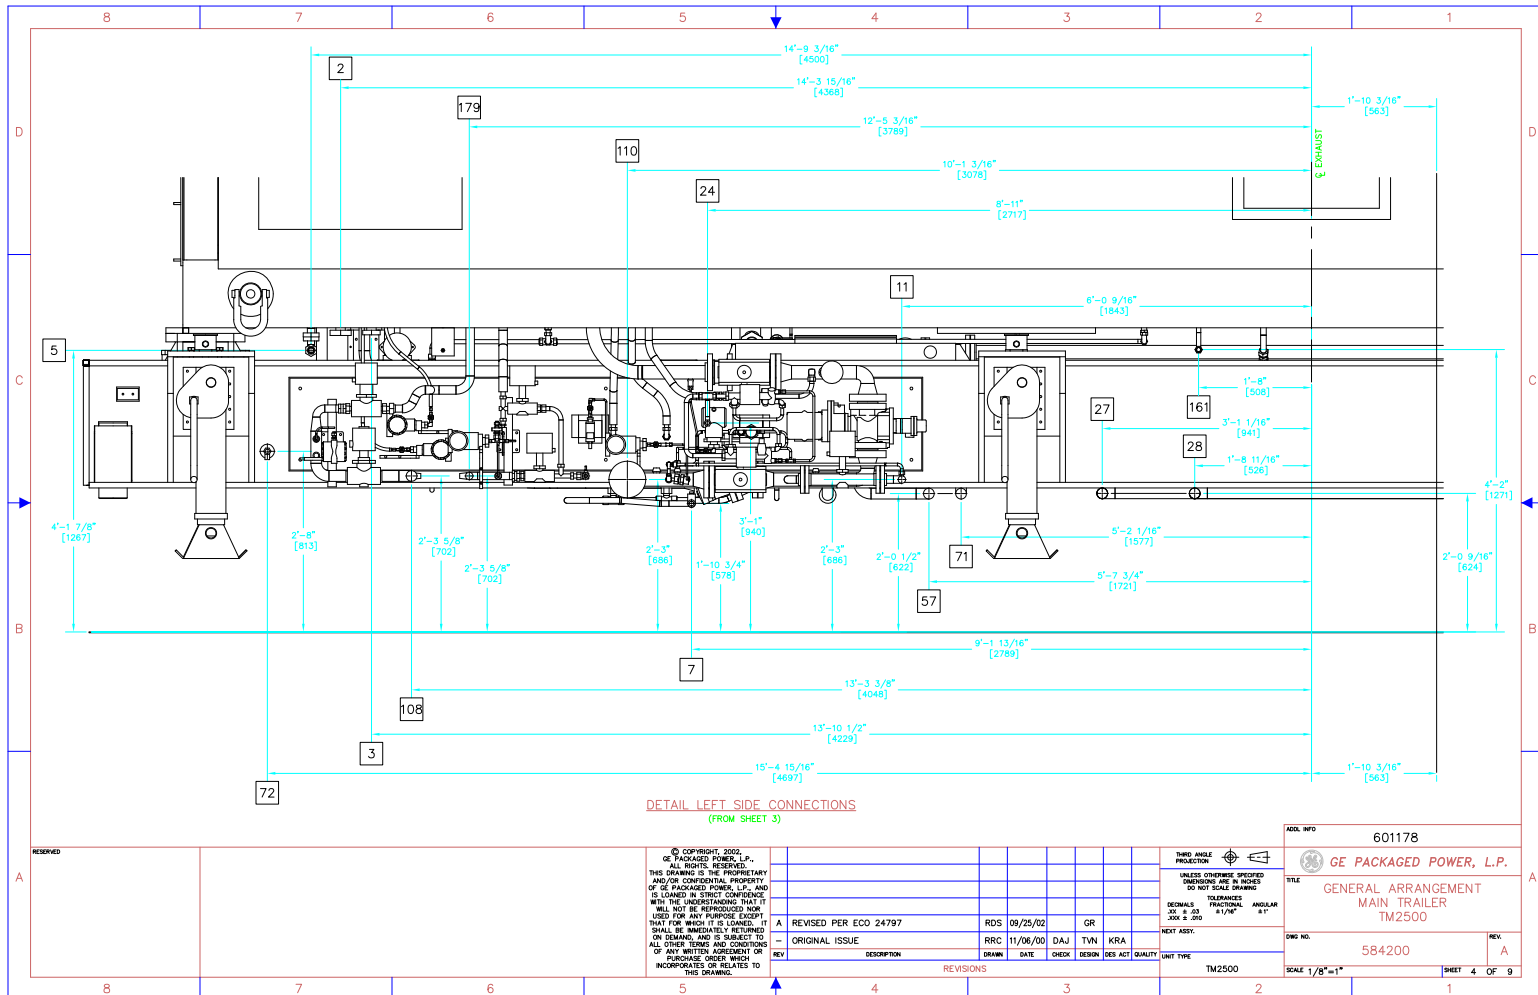 8 7 6 5 4 3 2 1
14'-9 3/16"
[4500]
2
14'-3 15/16"
[4368]
179
1'-10 3/16"
[563]
12'-5 3/16"
[3789]
D D
110
℄ EXHAUST
10'-1 3/16"
[3078]
24
8'-11"
[2717]
11
6'-0 9/16"
[1843]
5
C C
1'-8"
[508]
161
27
3'-1 1/16"
[941]
28
1'-8 11/16"
[526]
4'-2"
[1271]
4'-1 7/8"
[1267]
2'-8"
[813]
2'-3 5/8"
[702]
2'-3 5/8"
[702]
2'-3"
[686]
1'-10 3/4"
[578]
3'-1"
[940]
2'-3"
[686]
2'-0 1/2"
[622]
71
5'-2 1/16"
[1577]
2'-0 9/16"
[624]
5'-7 3/4"
[1721]
57
B B
9'-1 13/16"
[2789]
7
13'-3 3/8"
[4048]
108
13'-10 1/2"
[4229]
3
15'-4 15/16"
[4697]
1'-10 3/16"
[563]
72
DETAIL LEFT SIDE CONNECTIONS
(FROM SHEET 3)
RESERVED
A A
© COPYRIGHT, 2002,
GE PACKAGED POWER, L.P.,
ALL RIGHTS. RESERVED.
THIS DRAWING IS THE PROPRIETARY
AND/OR CONFIDENTIAL PROPERTY
OF GE PACKAGED POWER, L.P., AND
IS LOANED IN STRICT CONFIDENCE
WITH THE UNDERSTANDING THAT IT
WILL NOT BE REPRODUCED NOR
USED FOR ANY PURPOSE EXCEPT
THAT FOR WHICH IT IS LOANED. IT
SHALL BE IMMEDIATELY RETURNED
ON DEMAND, AND IS SUBJECT TO
ALL OTHER TERMS AND CONDITIONS
OF ANY WRITTEN AGREEMENT OR
PURCHASE ORDER WHICH
INCORPORATES OR RELATES TO
THIS DRAWING.
A REVISED PER ECO 24797 RDS 09/25/02 GR
– ORIGINAL ISSUE RRC 11/06/00 DAJ TVN KRA
REV DESCRIPTION DRAWN DATE CHECK DESIGN DES ACT QUALITY
REVISIONS
THIRD ANGLE
PROJECTION
UNLESS OTHERWISE SPECIFIED
DIMENSIONS ARE IN INCHES
DO NOT SCALE DRAWING
TOLERANCES
DECIMALS FRACTIONAL ANGULAR
.XX ± .03 ±1/16" ±1°
.XXX ± .010
NEXT ASSY.
UNIT TYPE
TM2500
ADDL INFO
601178
GE PACKAGED POWER, L.P.
TITLE
GENERAL ARRANGEMENT
MAIN TRAILER
TM2500
DWG NO.
584200
REV.
A
SCALE 1/8"=1"
SHEET 4 OF 9
8 7 6 5 4 3 2 1